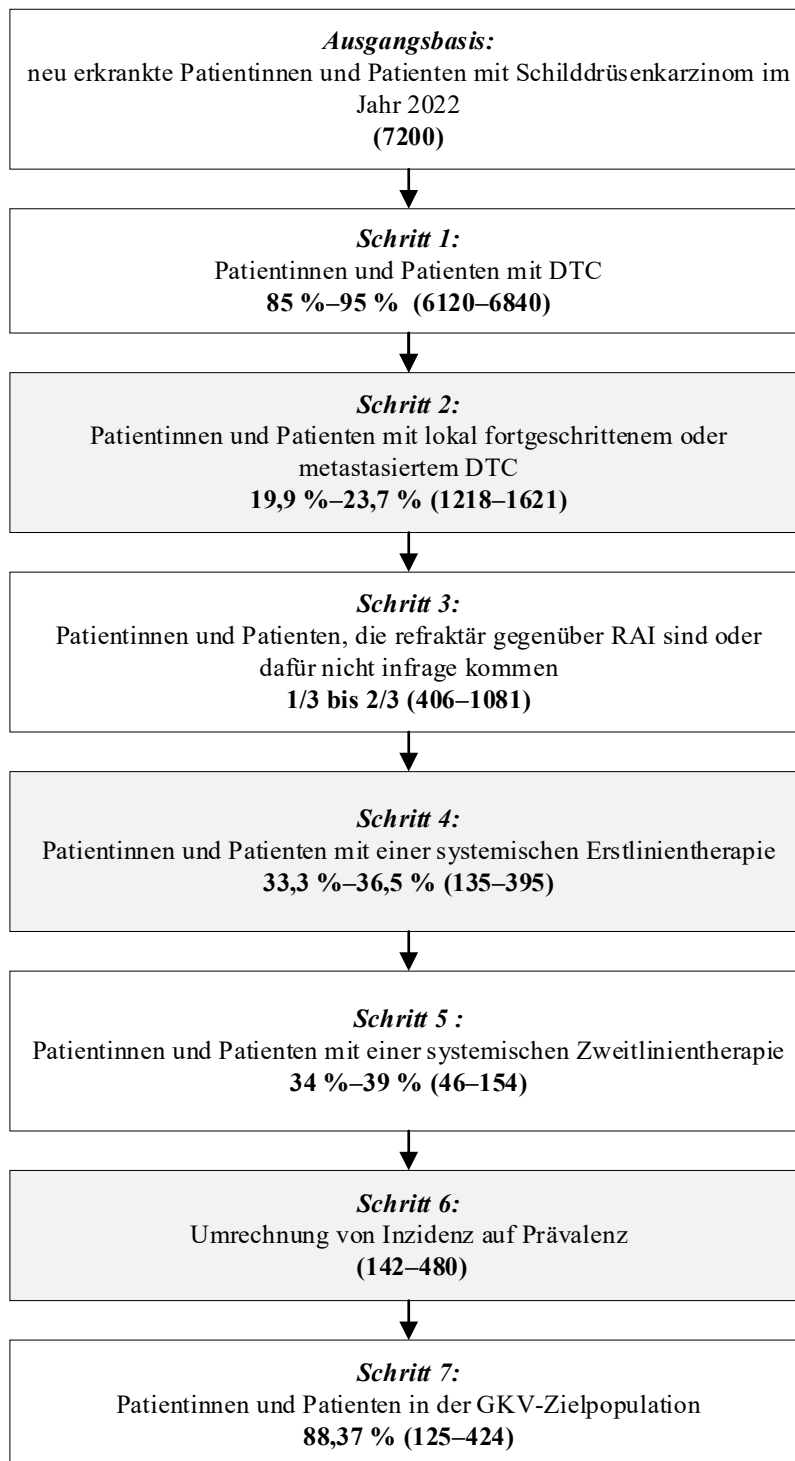 Ausgangsbasis:
neu erkrankte Patientinnen und Patienten mit Schilddrüsenkarzinom im
Jahr 2022
(7200)
Schritt 1:
Patientinnen und Patienten mit DTC
85 %–95 % (6120–6840)
Schritt 2:
Patientinnen und Patienten mit lokal fortgeschrittenem oder
metastasiertem DTC
19,9 %–23,7 % (1218–1621)
Schritt 3:
Patientinnen und Patienten, die refraktär gegenüber RAI sind oder
dafür nicht infrage kommen
1/3 bis 2/3 (406–1081)
Schritt 4:
Patientinnen und Patienten mit einer systemischen Erstlinientherapie
33,3 %–36,5 % (135–395)
Schritt 5 :
Patientinnen und Patienten mit einer systemischen Zweitlinientherapie
34 %–39 % (46–154)
Schritt 6:
Umrechnung von Inzidenz auf Prävalenz
(142–480)
Schritt 7:
Patientinnen und Patienten in der GKV-Zielpopulation
88,37 % (125–424)